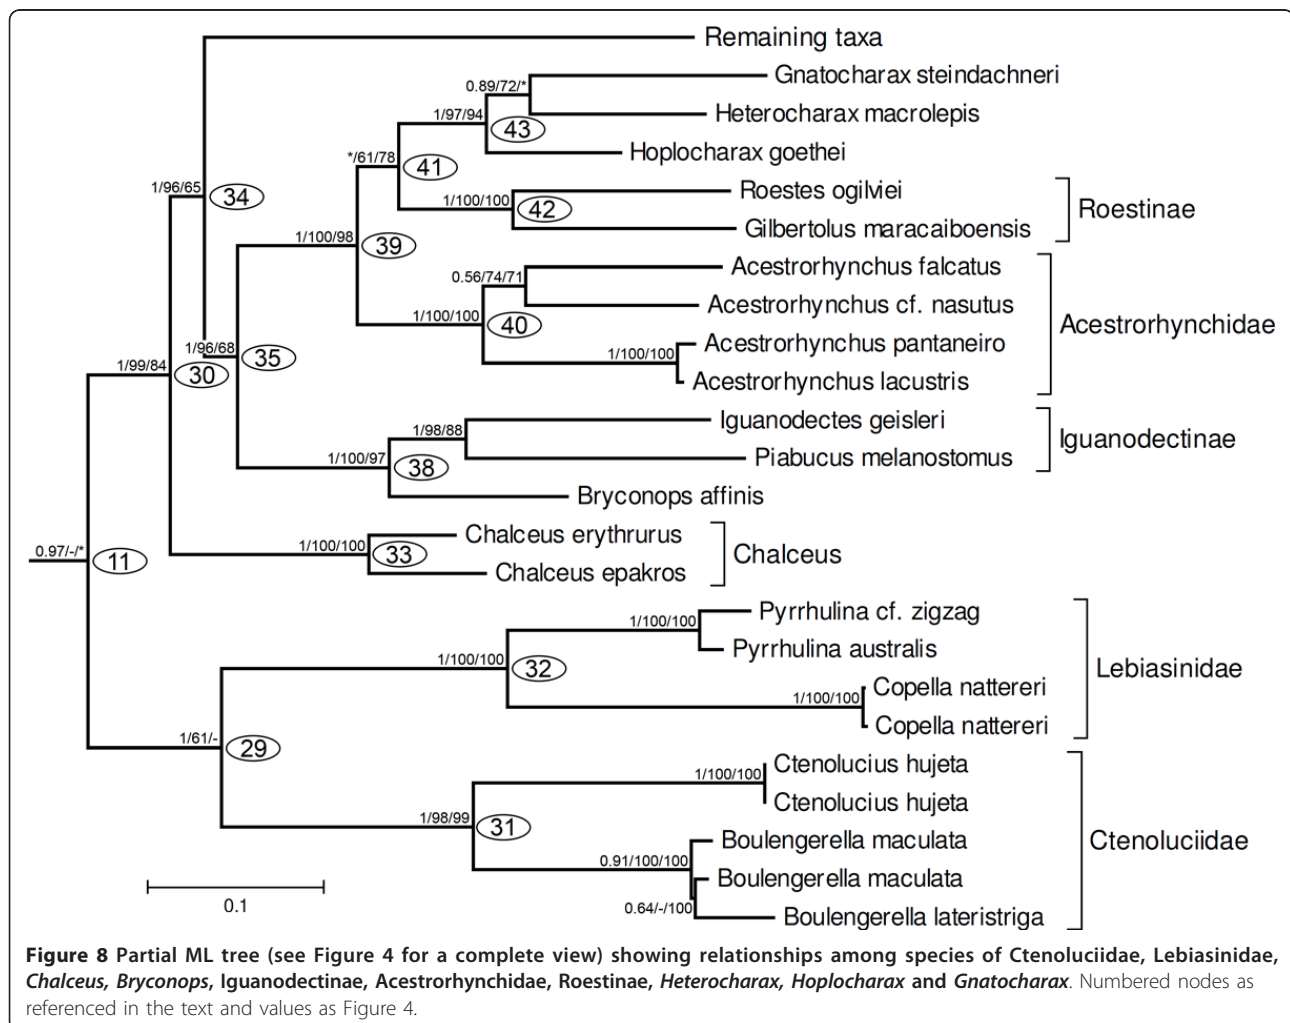 Remaining taxa
Gnatocharax steindachneri
0.89/72/*
Heterocharax macrolepis
1/97/94
43
Hoplocharax goethei
*/61/78
41
Roestes ogilviei
1/96/65
34
1/100/100
42
Roestinae
Gilbertolus maracaiboensis
1/100/98
39
Acestrorhynchus falcatus
0.56/74/71
Acestrorhynchus cf. nasutus
1/100/100
40
Acestrorhynchidae
Acestrorhynchus pantaneiro
1/96/68
35
1/100/100
1/99/84
30
Acestrorhynchus lacustris
Iguanodectes geisleri
1/98/88
Iguanodectinae
Piabucus melanostomus
1/100/97
38
Bryconops affinis
Chalceus erythrurus
1/100/100
33
Chalceus
0.97/-/*
11
Chalceus epakros
Pyrrhulina cf. zigzag
1/100/100
Pyrrhulina australis
1/100/100
32
Lebiasinidae
Copella nattereri
1/100/100
Copella nattereri
1/61/-
29
Ctenolucius hujeta
1/100/100
Ctenolucius hujeta
1/98/99
31
Boulengerella maculata
Ctenoluciidae
0.91/100/100
Boulengerella maculata
0.64/-/100
Boulengerella lateristriga
0.1
Figure 8 Partial ML tree (see Figure 4 for a complete view) showing relationships among species of Ctenoluciidae, Lebiasinidae,
Chalceus, Bryconops, Iguanodectinae, Acestrorhynchidae, Roestinae, Heterocharax, Hoplocharax and Gnatocharax. Numbered nodes as
referenced in the text and values as Figure 4.